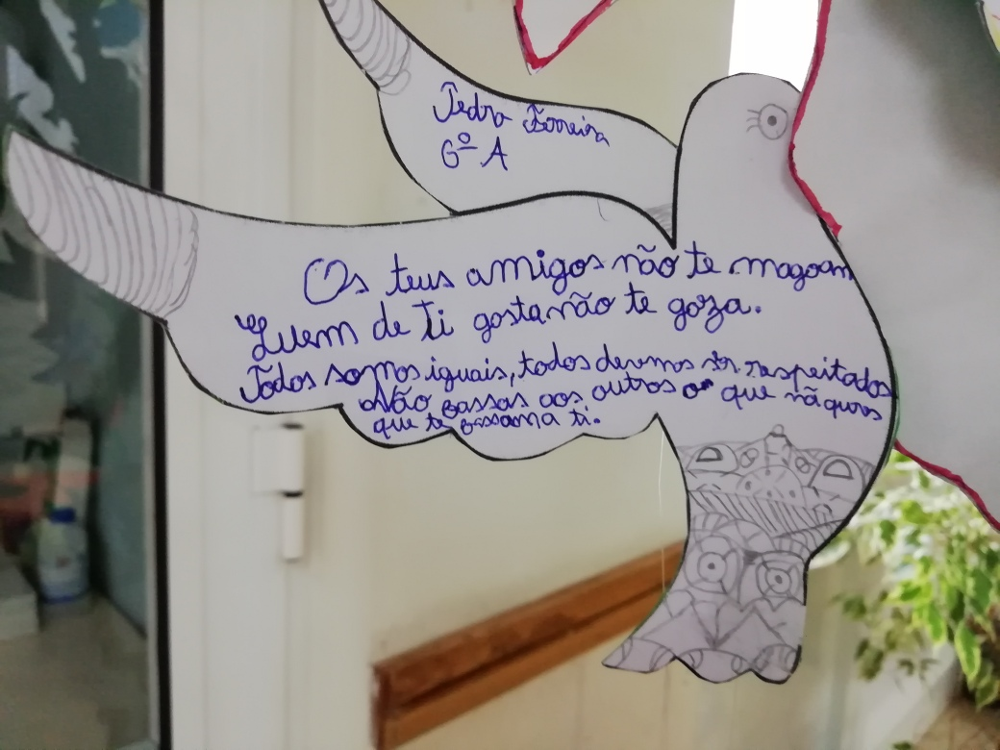 Pedro Ferreira
6º A
Os teus amigos não te magoam
Quem de ti gosta não te goza.
Todos somos iguais, todos devemos ser respeitados
Não passas aos outros o que nã queres
que te passam a ti.